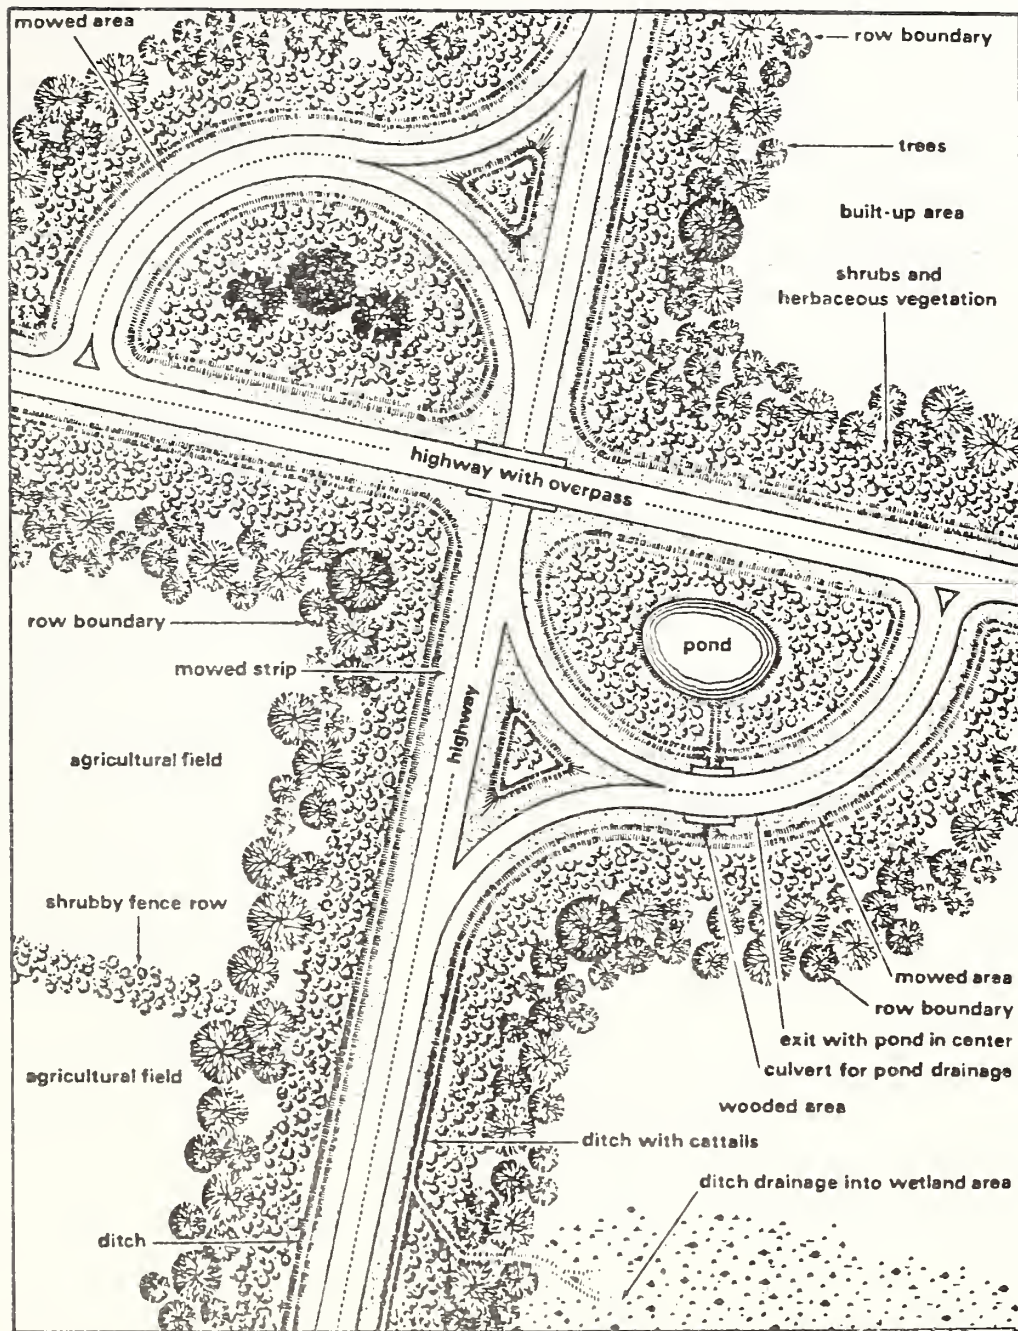 mowed area
row boundary
trees
built-up area
shrubs and
herbaceous vegetation
highway with overpass
row boundary
pond
mowed strip
highway
agricultural field
shrubby fence row
mowed area
row boundary
exit with pond in center
agricultural field
culvert for pond drainage
wooded area
ditch with cattails
ditch drainage into wetland area
ditch